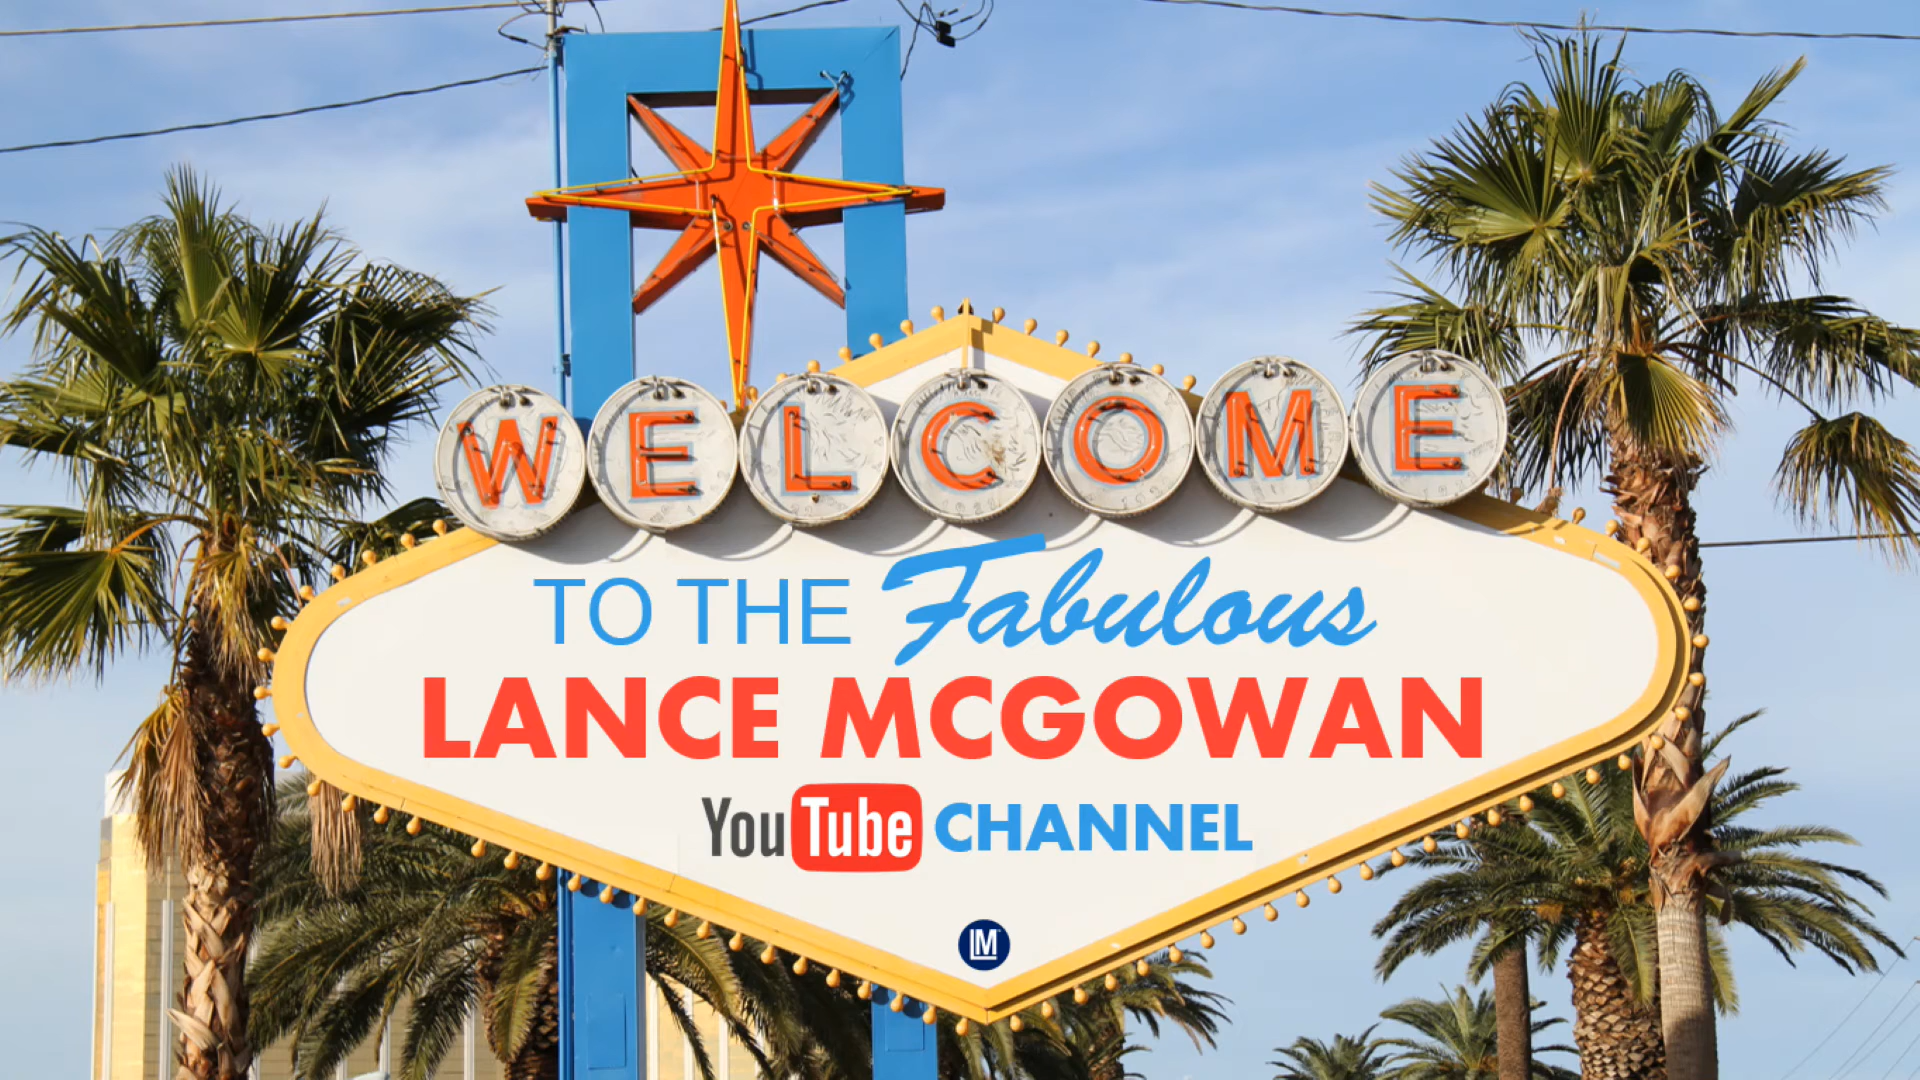 WELCOME
TO THE Fabulous
LANCE MCGOWAN
YouTube CHANNEL
LM